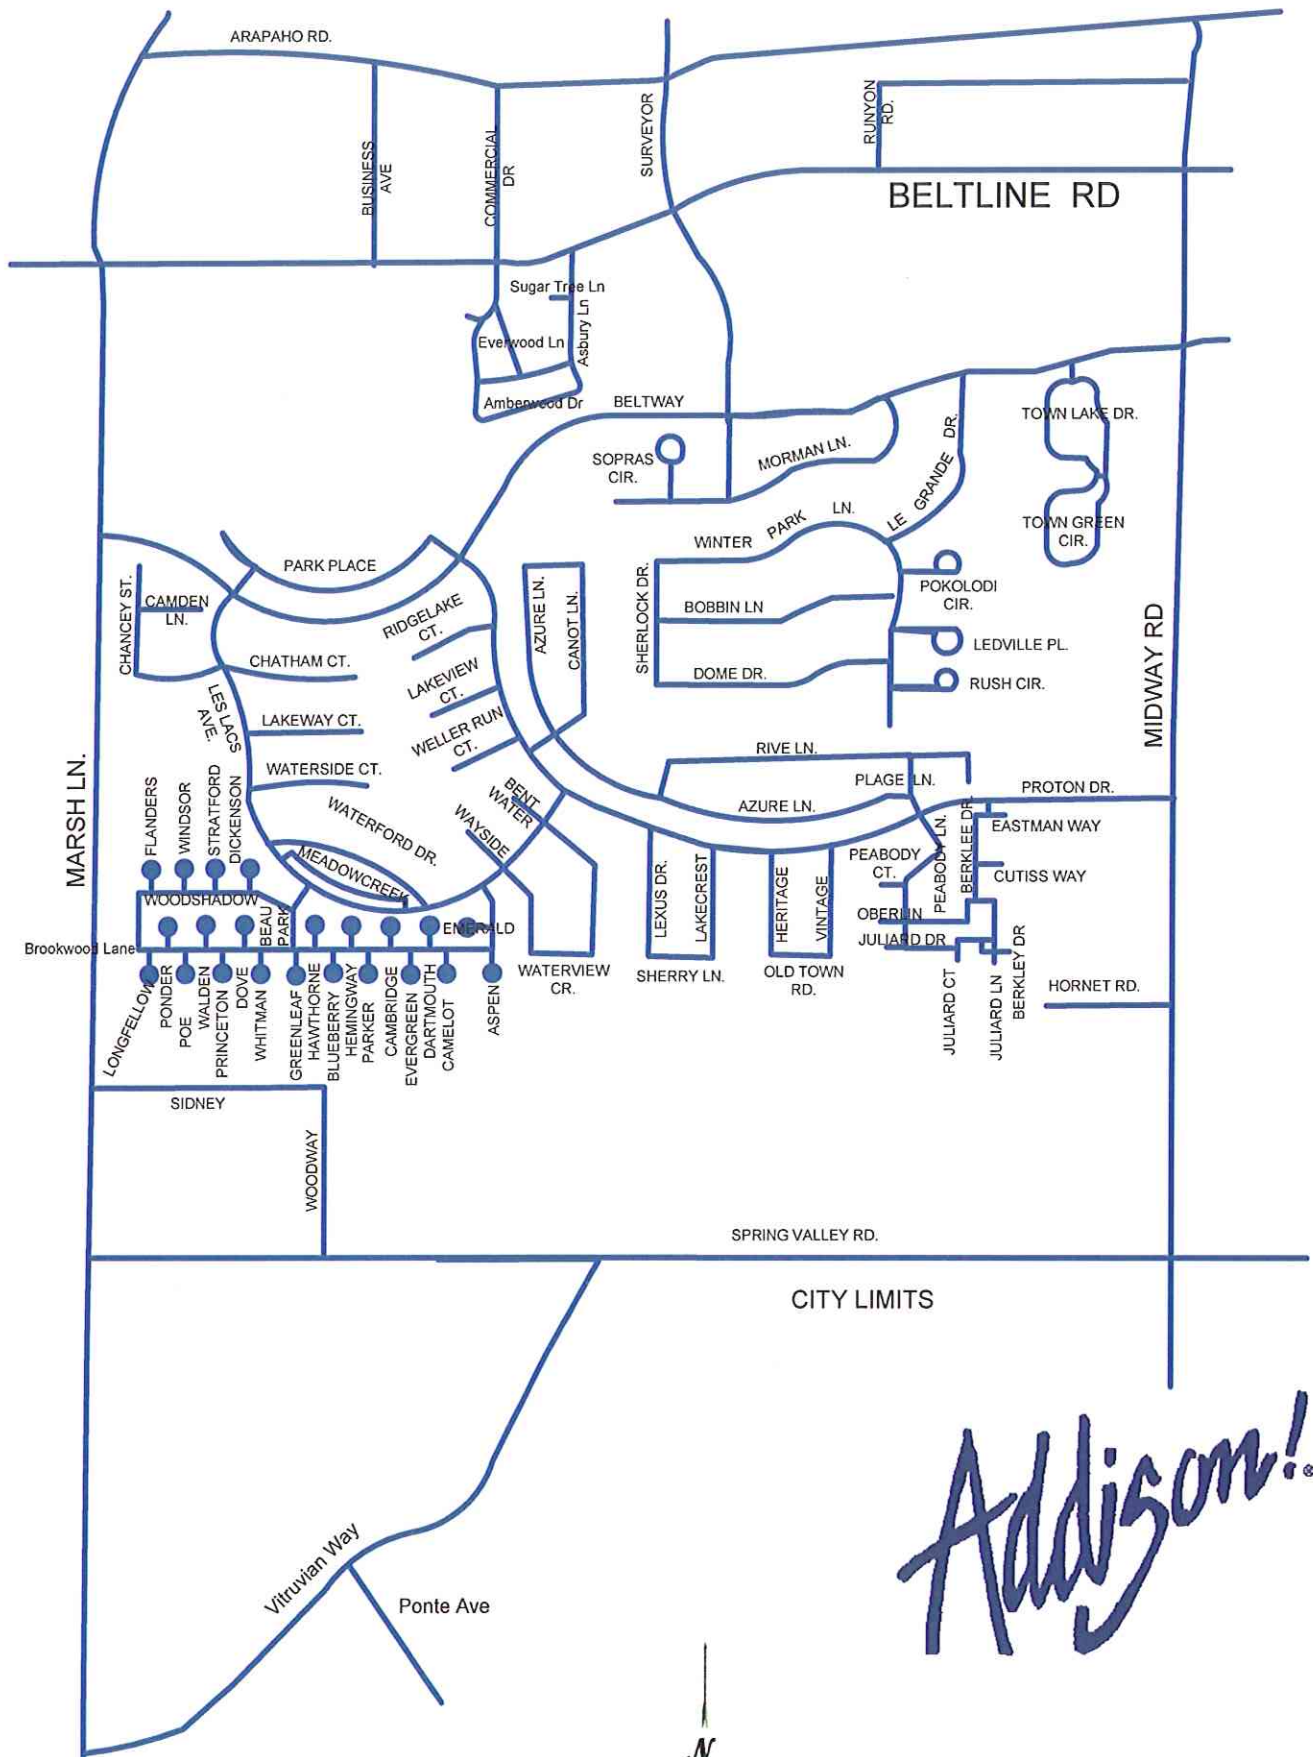 ARAPAHO RD.
BUSINESS
AVE
COMMERCIAL
DR
SURVEYOR
RUNYON
RD.
BELTLINE RD
Sugar Tree Ln
Asbury Ln
Everwood Ln
Amberwood Dr
BELTWAY
SOPRAS
CIR.
MORMAN LN.
LE GRANDE DR.
TOWN LAKE DR.
TOWN GREEN
CIR.
WINTER PARK LN.
PARK PLACE
CHANCEY ST.
CAMDEN
LN.
RIDGELAKE
CT.
AZURE LN.
CANOT LN.
SHERLOCK DR.
BOBBIN LN
POKOLODI
CIR.
LEDVILLE PL.
DOME DR.
RUSH CIR.
MIDWAY RD
CHATHAM CT.
LAKEVIEW
CT.
LES LACS
AVE.
LAKEWAY CT.
WELLER RUN
CT.
MARSH LN.
WATERSIDE CT.
RIVE LN.
PLAGE LN.
PROTON DR.
AZURE LN.
BENT
WATER
WAYSIDE
WATERFORD DR.
MEADOWCREEK
FLANDERS
WINDSOR
STRATFORD
DICKENSON
WOODSHADOW
BEAU
PARK
EMERALD
Brookwood Lane
LEXUS DR.
LAKECREST
HERITAGE
VINTAGE
PEABODY
CT.
PEABODY LN.
BERKLEE DR.
EASTMAN WAY
CUTISS WAY
OBERLIN
JULIARD DR
WATERVIEW
CR.
SHERRY LN.
OLD TOWN
RD.
JULIARD CT
JULIARD LN
BERKLEY DR
HORNET RD.
LONGFELLOW
PONDER
POE
WALDEN
PRINCETON
DOVE
WHITMAN
GREENLEAF
HAWTHORNE
BLUEBERRY
HEMINGWAY
PARKER
CAMBRIDGE
EVERGREEN
DARTMOUTH
CAMELOT
ASPEN
SIDNEY
WOODWAY
SPRING VALLEY RD.
CITY LIMITS
Addison!®
Vitruvian Way
Ponte Ave
N